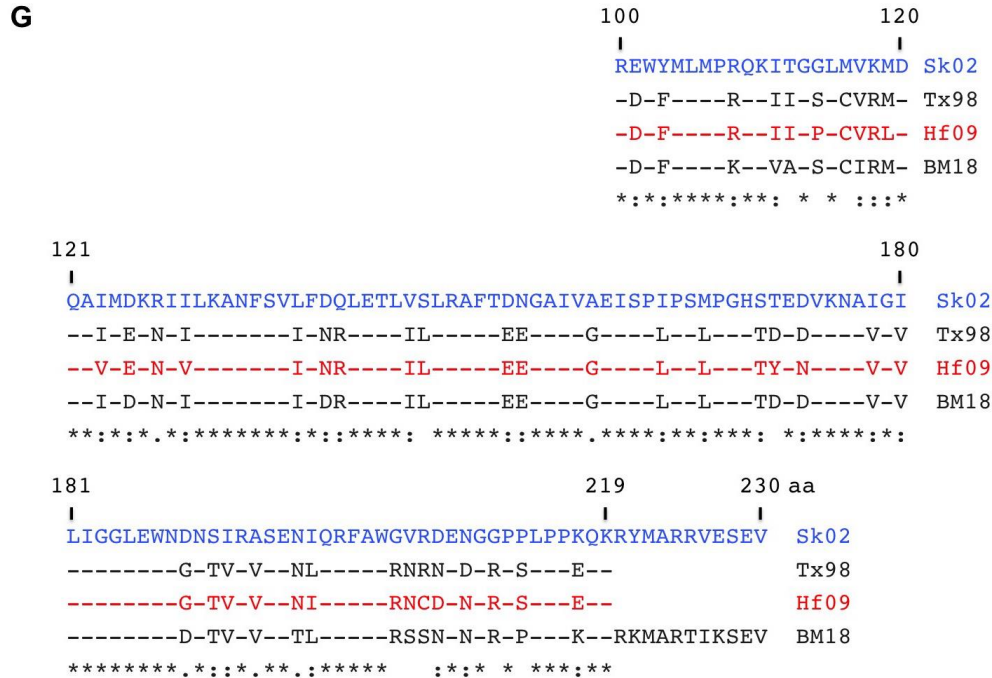 G
100 120
REWYMLMPRQKITGGLMVKMD Sk02
-D-F----R--II-S-CVRM- Tx98
-D-F----R--II-P-CVRL- Hf09
-D-F----K--VA-S-CIRM- BM18
*:*:****:**: * * :::*
121 180
QAIMDKRIILKANFSVLFDQLETLVSLRAFTDNGAIVAEISPIPSMPGHSTEDVKNAIGI Sk02
--I-E-N-I-------I-NR----IL-----EE----G----L--L---TD-D----V-V Tx98
--V-E-N-V-------I-NR----IL-----EE----G----L--L---TY-N----V-V Hf09
--I-D-N-I-------I-DR----IL-----EE----G----L--L---TD-D----V-V BM18
**:*:*.*:*******:*::****: *****::****.****:**:***: *:****:*:
181 219 230 aa
LIGGLEWNDNSIRASENIQRFAWGVRDENGGPPLPPKQKRYMARRVESEV Sk02
--------G-TV-V--NL-----RNRN-D-R-S---E-- Tx98
--------G-TV-V--NI-----RNCD-N-R-S---E-- Hf09
--------D-TV-V--TL-----RSSN-N-R-P---K--RKMARTIKSEV BM18
********.*::*.**.:***** :*:* * ***:**